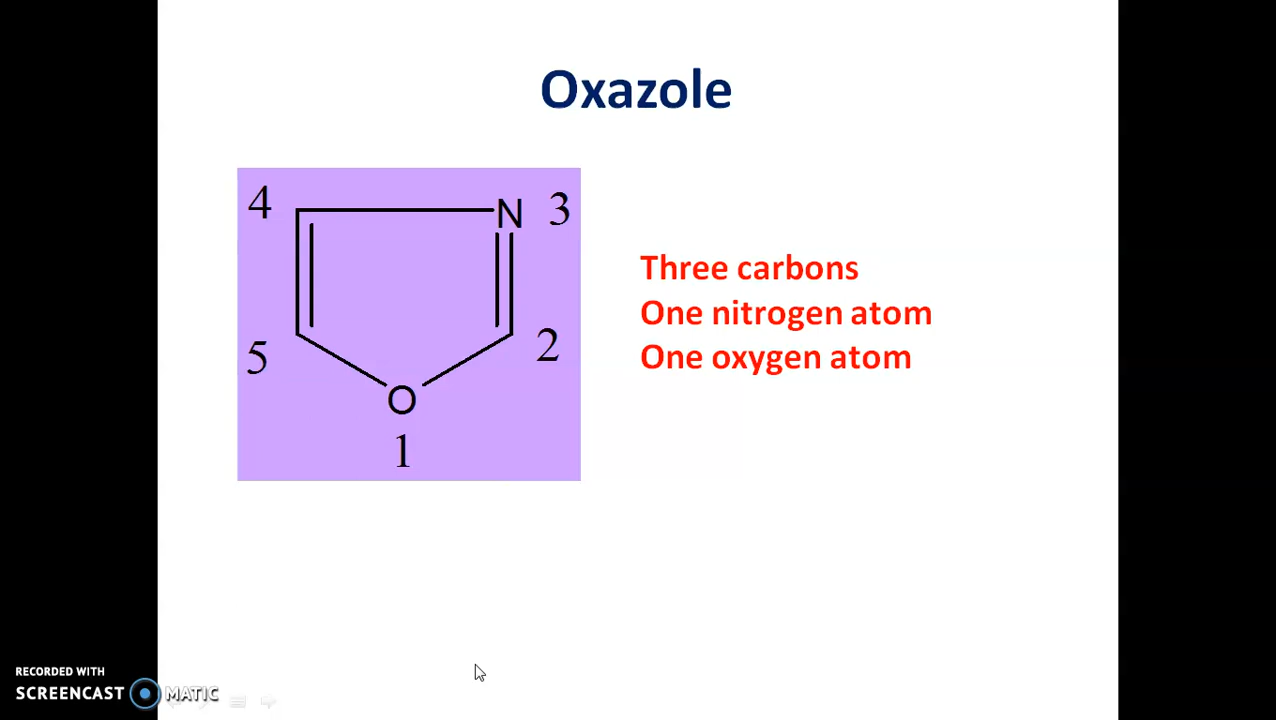 Oxazole
4
N 3
5
2
O
1
Three carbons
One nitrogen atom
One oxygen atom
RECORDED WITH
SCREENCAST MATIC